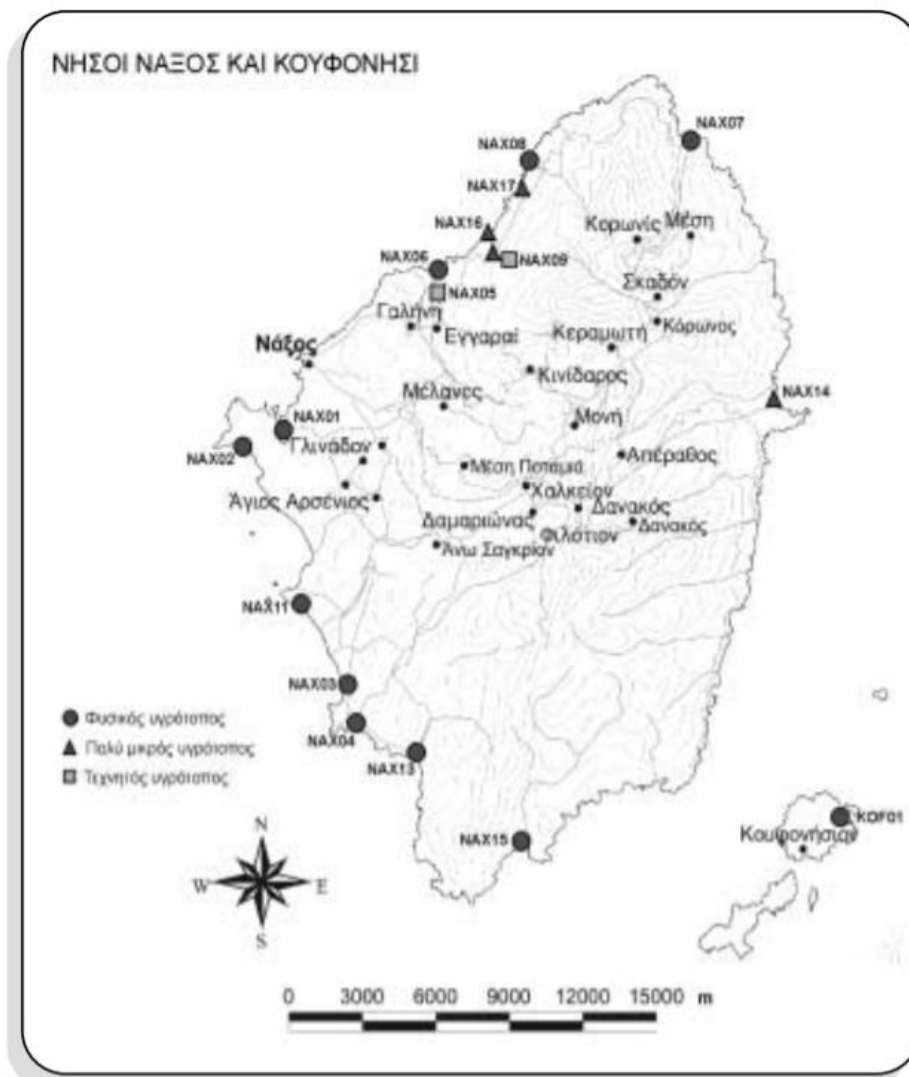 ΝΗΣΟΙ ΝΑΞΟΣ ΚΑΙ ΚΟΥΦΟΝΗΣΙ
NAX07
NAX08
NAX17
Κορωνίς
Μέση
NAX16
NAX06
NAX09
Σκαδόν
NAX05
Γαλήνη
Εγγαραί
Κεραμωτή
Κόρωνος
Νάξος
Κινίδαρος
Μέλανες
NAX14
NAX01
Μονή
Γλινάδον
NAX02
Μέση Ποταμιά
Απέραθος
Χαλκείον
Άγιος Αρσένιος
Δαμαριώνας
Δανακός
Δανακός
Φιλότιον
Άνω Σαγκρίον
NAX11
NAX03
Φυσικός υγρότοπος
NAX04
Πολύ μικρός υγρότοπος
NAX13
Τεχνητός υγρότοπος
KOF01
NAX15
Κουφονήσιον
N
W E
S
0 3000 6000 9000 12000 15000 m